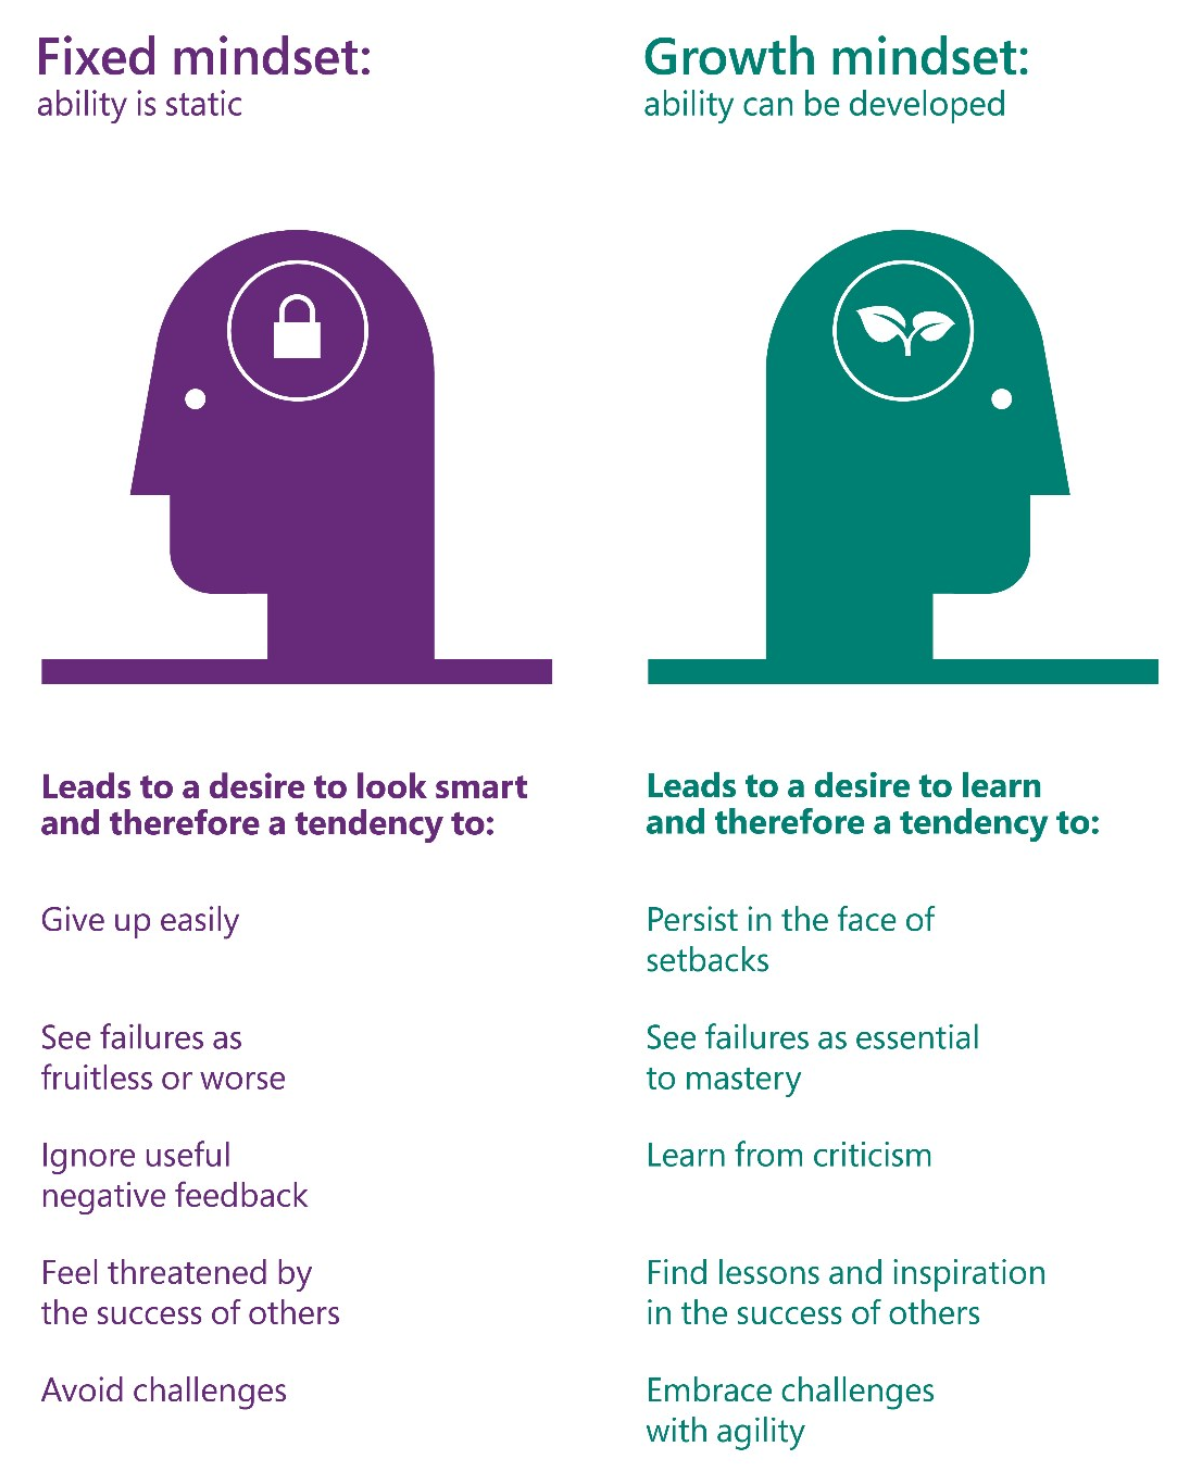 Fixed mindset:
ability is static
Leads to a desire to look smart
and therefore a tendency to:
Give up easily
See failures as
fruitless or worse
Ignore useful
negative feedback
Feel threatened by
the success of others
Avoid challenges
Growth mindset:
ability can be developed
Leads to a desire to learn
and therefore a tendency to:
Persist in the face of
setbacks
See failures as essential
to mastery
Learn from criticism
Find lessons and inspiration
in the success of others
Embrace challenges
with agility